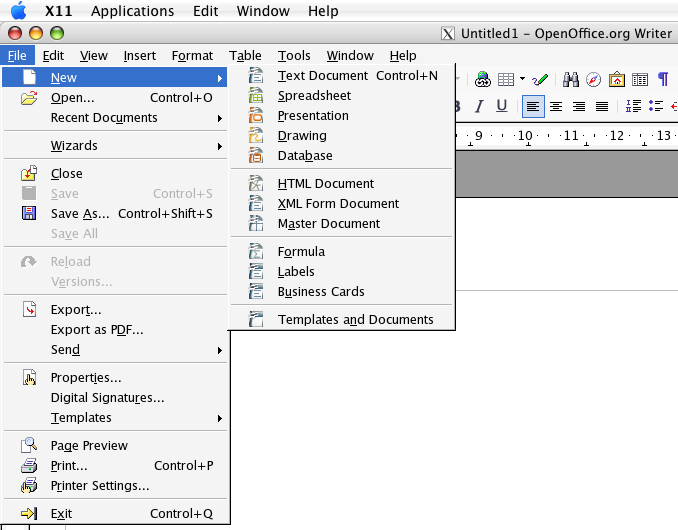 X11 Applications Edit Window Help
Untitled1 – OpenOffice.org Writer
File Edit View Insert Format Table Tools Window Help
New
Open... Control+O
Recent Documents
Wizards
Close
Save Control+S
Save As... Control+Shift+S
Save All
Reload
Versions...
Export...
Export as PDF...
Send
Properties...
Digital Signatures...
Templates
Page Preview
Print... Control+P
Printer Settings...
Exit Control+Q
Text Document Control+N
Spreadsheet
Presentation
Drawing
Database
HTML Document
XML Form Document
Master Document
Formula
Labels
Business Cards
Templates and Documents
I U
9 10 11 12 13